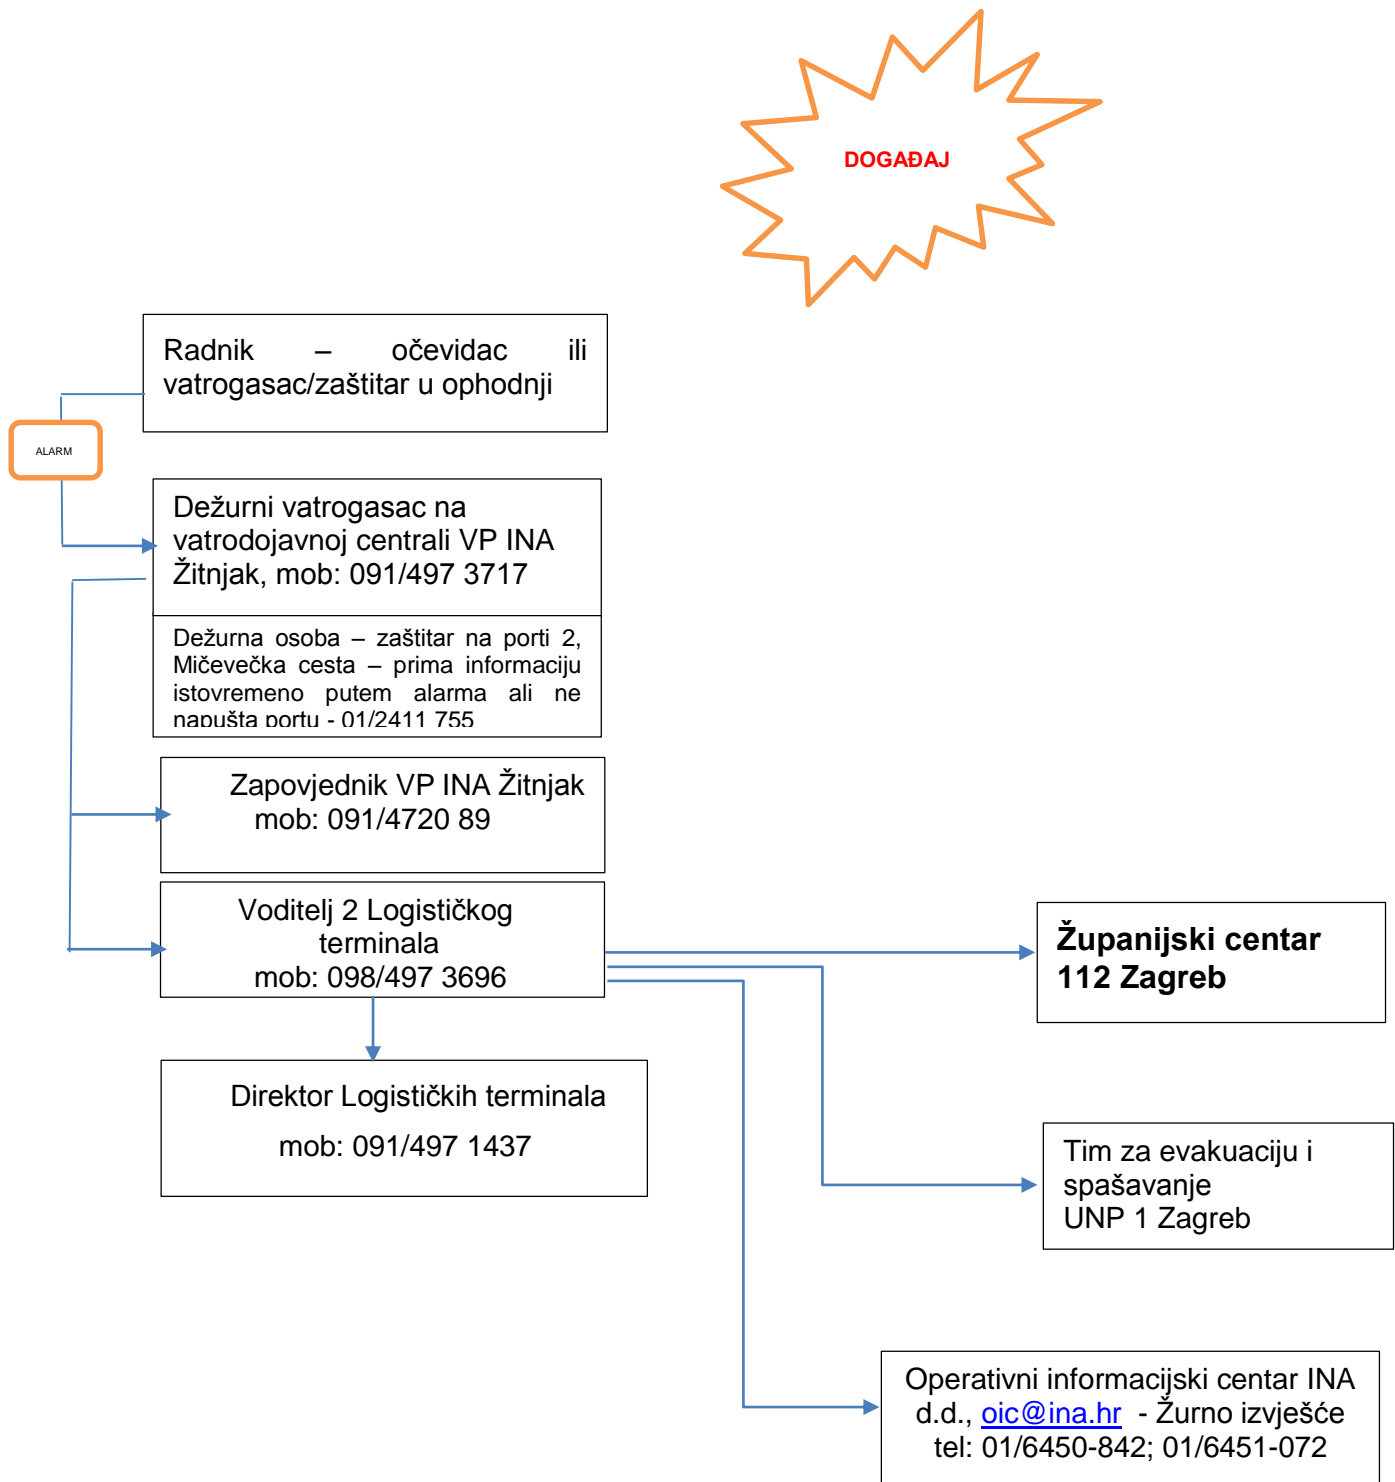 DOGAĐAJ
Radnik – očevidac ili
vatrogasac/zaštitar u ophodnji
ALARM
Dežurni vatrogasac na
vatrodojavnoj centrali VP INA
Žitnjak, mob: 091/497 3717
Dežurna osoba – zaštitar na porti 2,
Mičevečka cesta – prima informaciju
istovremeno putem alarma ali ne
napušta portu - 01/2411 755
Zapovjednik VP INA Žitnjak
mob: 091/4720 89
Voditelj 2 Logističkog
terminala
mob: 098/497 3696
Direktor Logističkih terminala
mob: 091/497 1437
Županijski centar
112 Zagreb
Tim za evakuaciju i
spašavanje
UNP 1 Zagreb
Operativni informacijski centar INA
d.d., oic@ina.hr - Žurno izvješće
tel: 01/6450-842; 01/6451-072